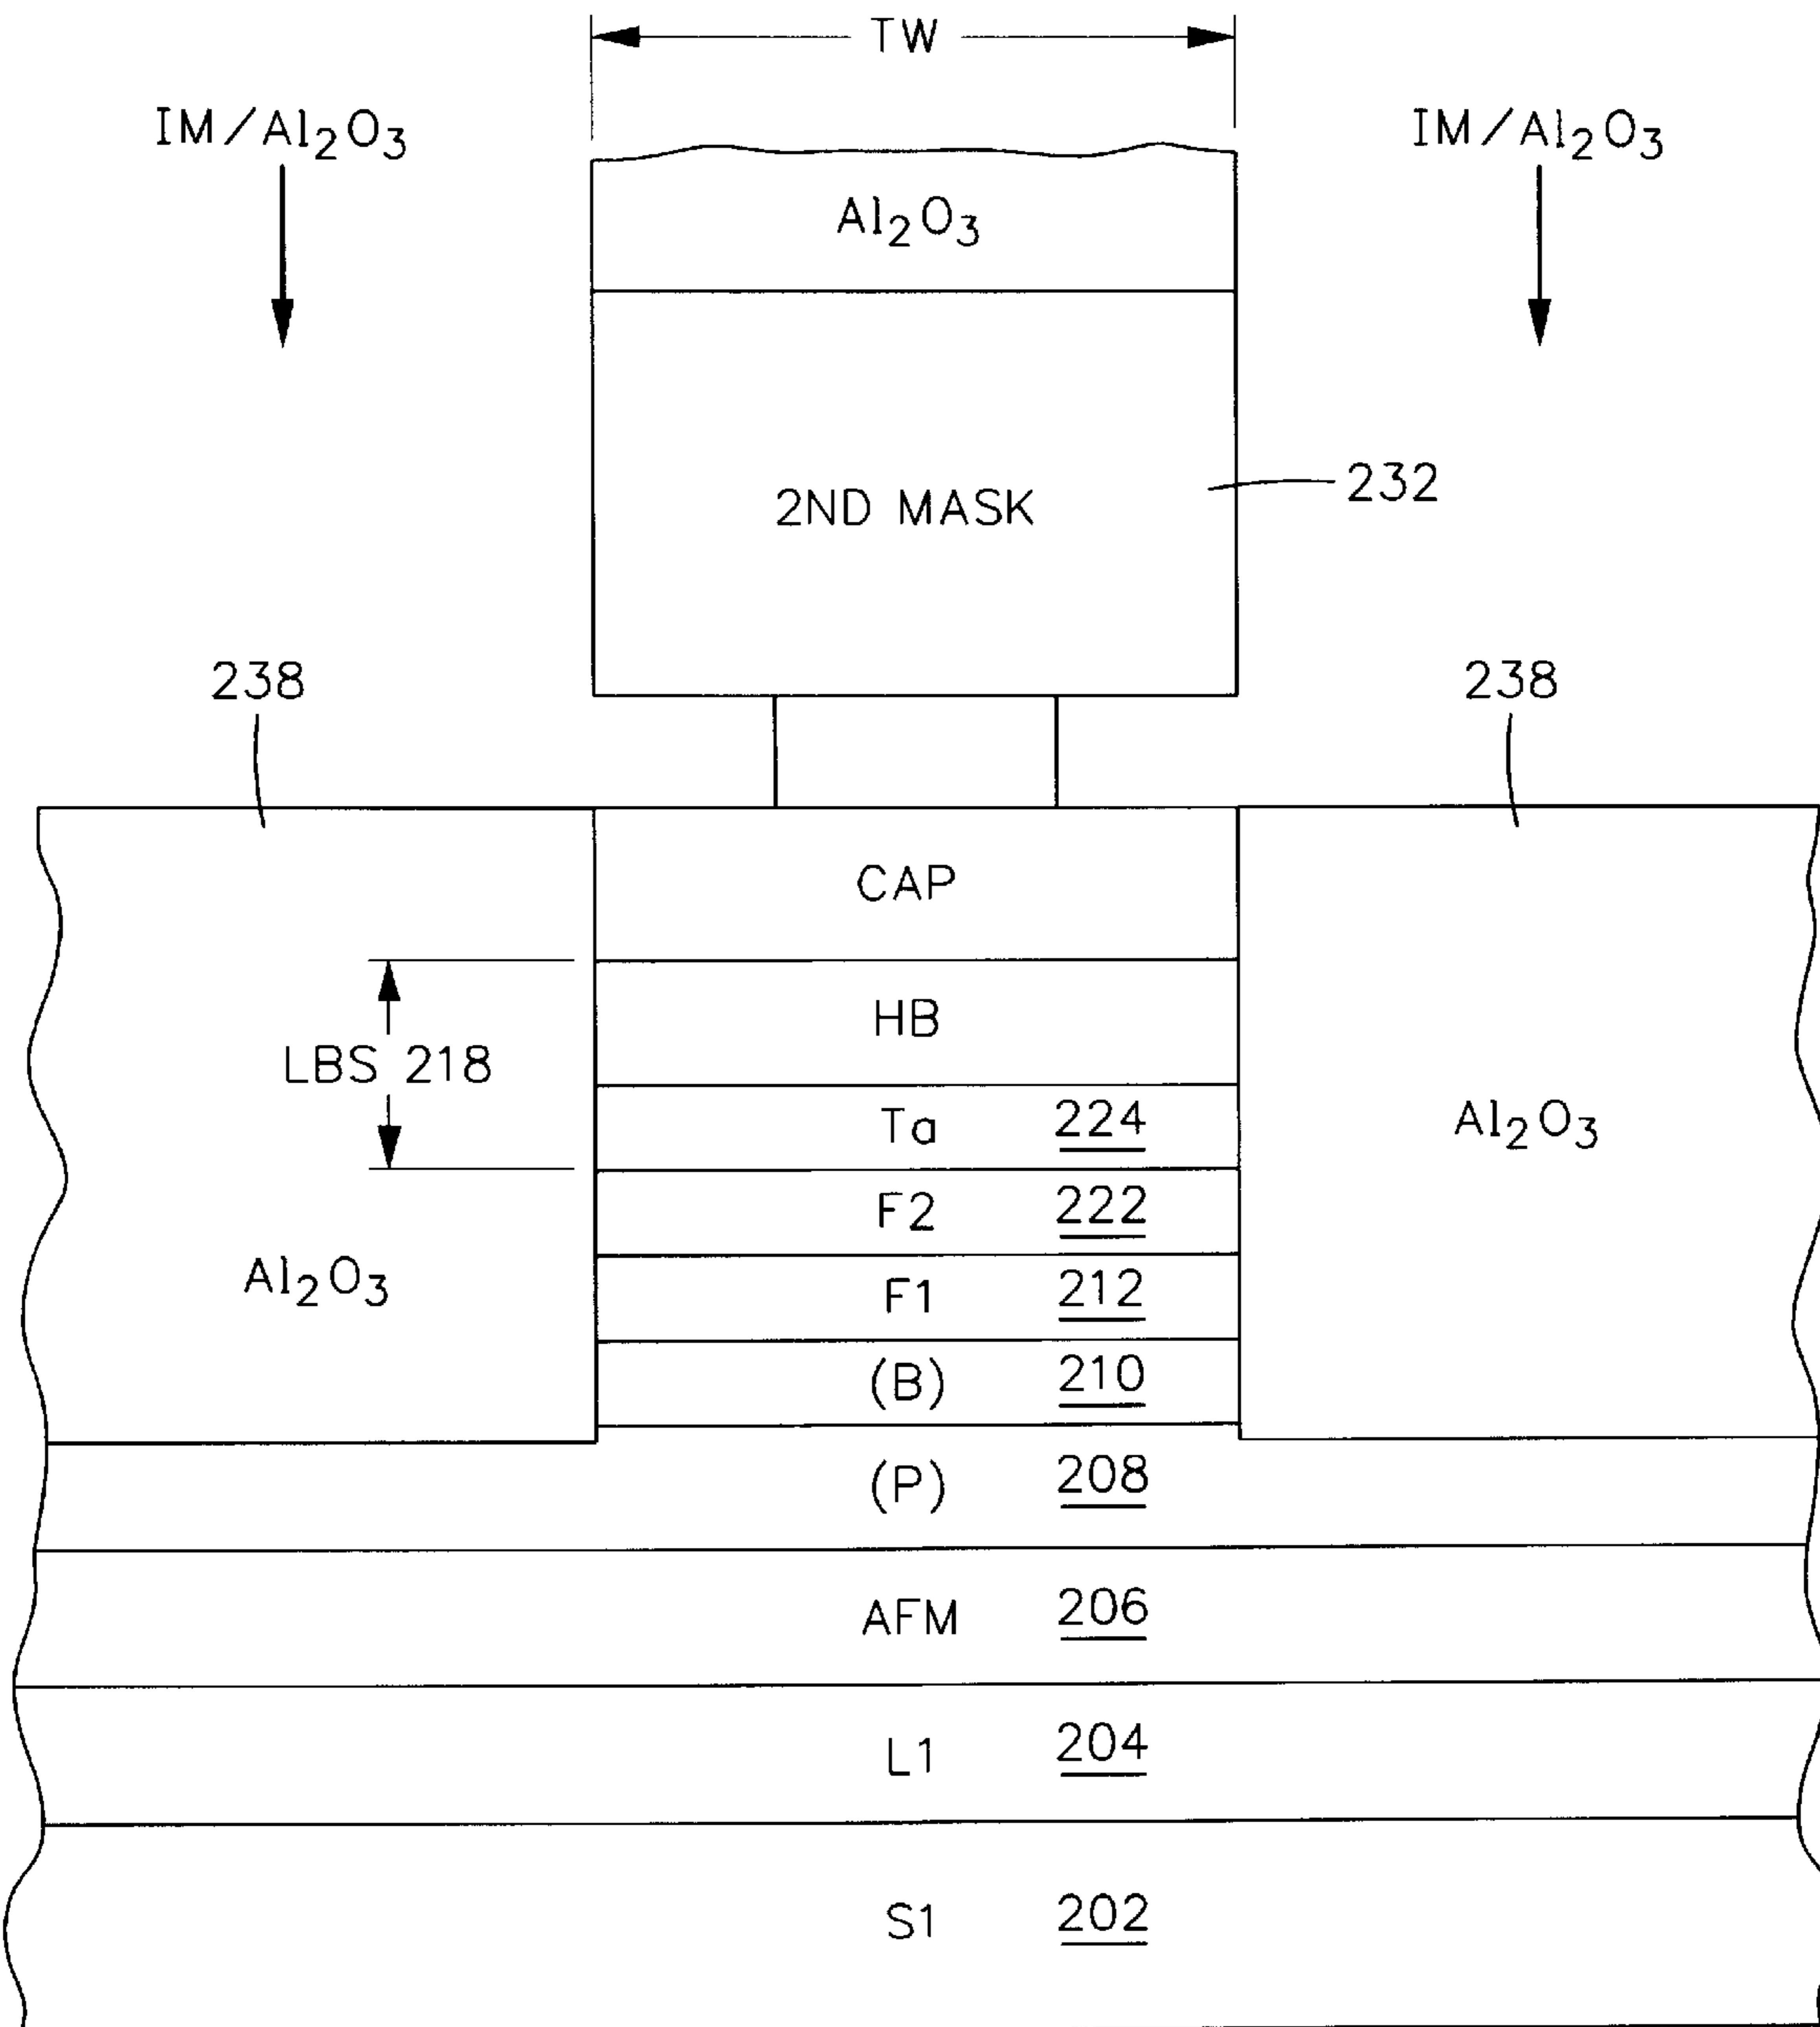 TW
IM/Al₂O₃
IM/Al₂O₃
Al₂O₃
2ND MASK
232
238
238
CAP
HB
LBS 218
Ta 224
Al₂O₃
F2 222
Al₂O₃
F1 212
(B) 210
(P) 208
AFM 206
L1 204
S1 202